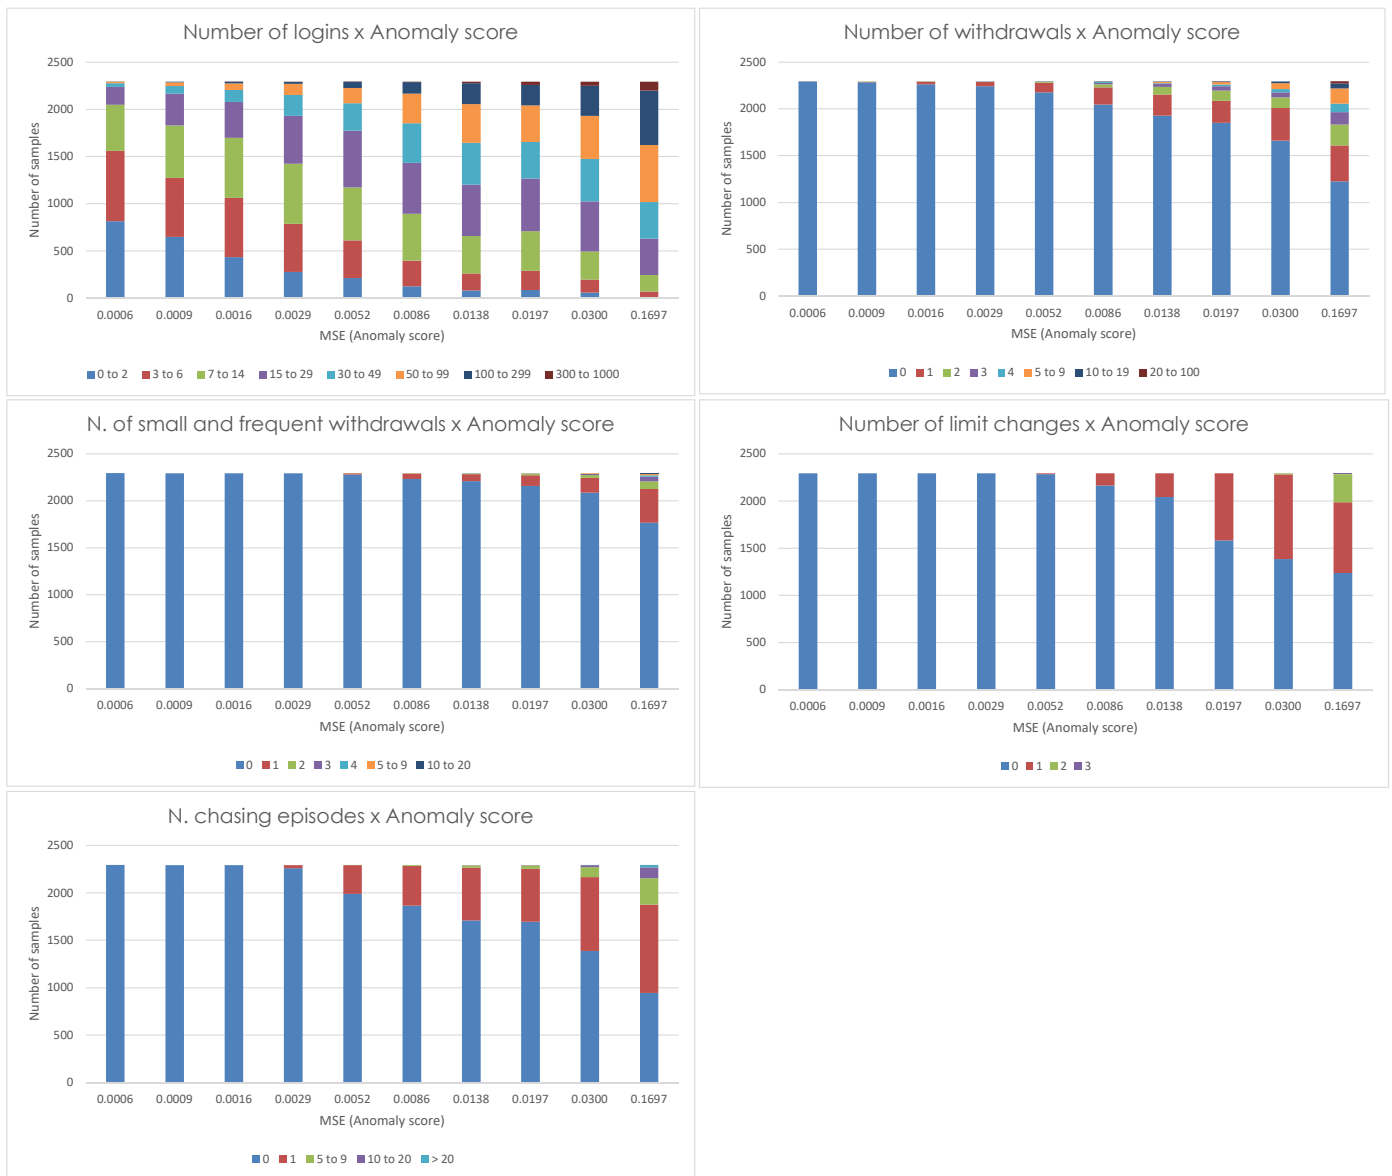 Number of logins x Anomaly score
Number of samples
2500
2000
1500
1000
500
0
0.0006 0.0009 0.0016 0.0029 0.0052 0.0086 0.0138 0.0197 0.0300 0.1697
MSE (Anomaly score)
0 to 2 3 to 6 7 to 14 15 to 29 30 to 49 50 to 99 100 to 299 300 to 1000
Number of withdrawals x Anomaly score
Number of samples
2500
2000
1500
1000
500
0
0.0006 0.0009 0.0016 0.0029 0.0052 0.0086 0.0138 0.0197 0.0300 0.1697
MSE (Anomaly score)
0 1 2 3 4 5 to 9 10 to 19 20 to 100
N. of small and frequent withdrawals x Anomaly score
Number of samples
2500
2000
1500
1000
500
0
0.0006 0.0009 0.0016 0.0029 0.0052 0.0086 0.0138 0.0197 0.0300 0.1697
MSE (Anomaly score)
0 1 2 3 4 5 to 9 10 to 20
Number of limit changes x Anomaly score
Number of samples
2500
2000
1500
1000
500
0
0.0006 0.0009 0.0016 0.0029 0.0052 0.0086 0.0138 0.0197 0.0300 0.1697
MSE (Anomaly score)
0 1 2 3
N. chasing episodes x Anomaly score
Number of samples
2500
2000
1500
1000
500
0
0.0006 0.0009 0.0016 0.0029 0.0052 0.0086 0.0138 0.0197 0.0300 0.1697
MSE (Anomaly score)
0 1 5 to 9 10 to 20 > 20